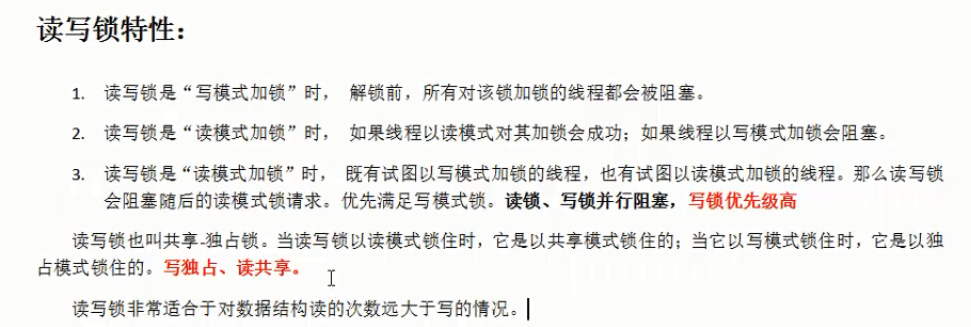 读写锁特性：
1. 读写锁是“写模式加锁”时， 解锁前，所有对该锁加锁的线程都会被阻塞。
2. 读写锁是“读模式加锁”时， 如果线程以读模式对其加锁会成功；如果线程以写模式加锁会阻塞。
3. 读写锁是“读模式加锁”时， 既有试图以写模式加锁的线程，也有试图以读模式加锁的线程。那么读写锁
会阻塞随后的读模式锁请求。优先满足写模式锁。读锁、写锁并行阻塞，写锁优先级高
读写锁也叫共享-独占锁。当读写锁以读模式锁住时，它是以共享模式锁住的；当它以写模式锁住时，它是以独
占模式锁住的。写独占、读共享。
读写锁非常适合于对数据结构读的次数远大于写的情况。